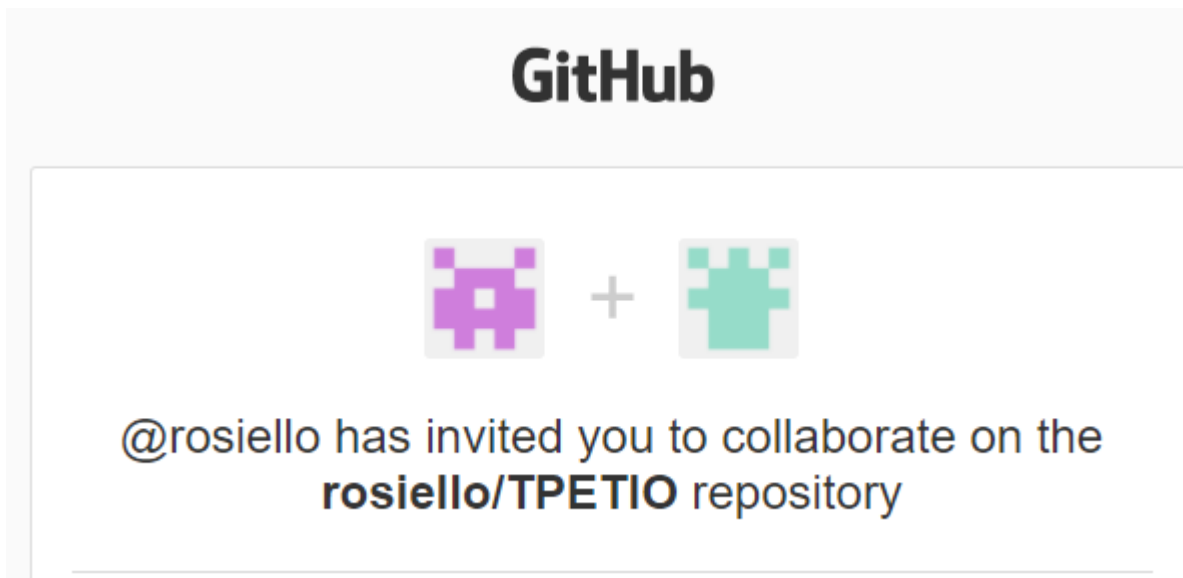 GitHub
+
@rosiello has invited you to collaborate on the
rosiello/TPETIO repository